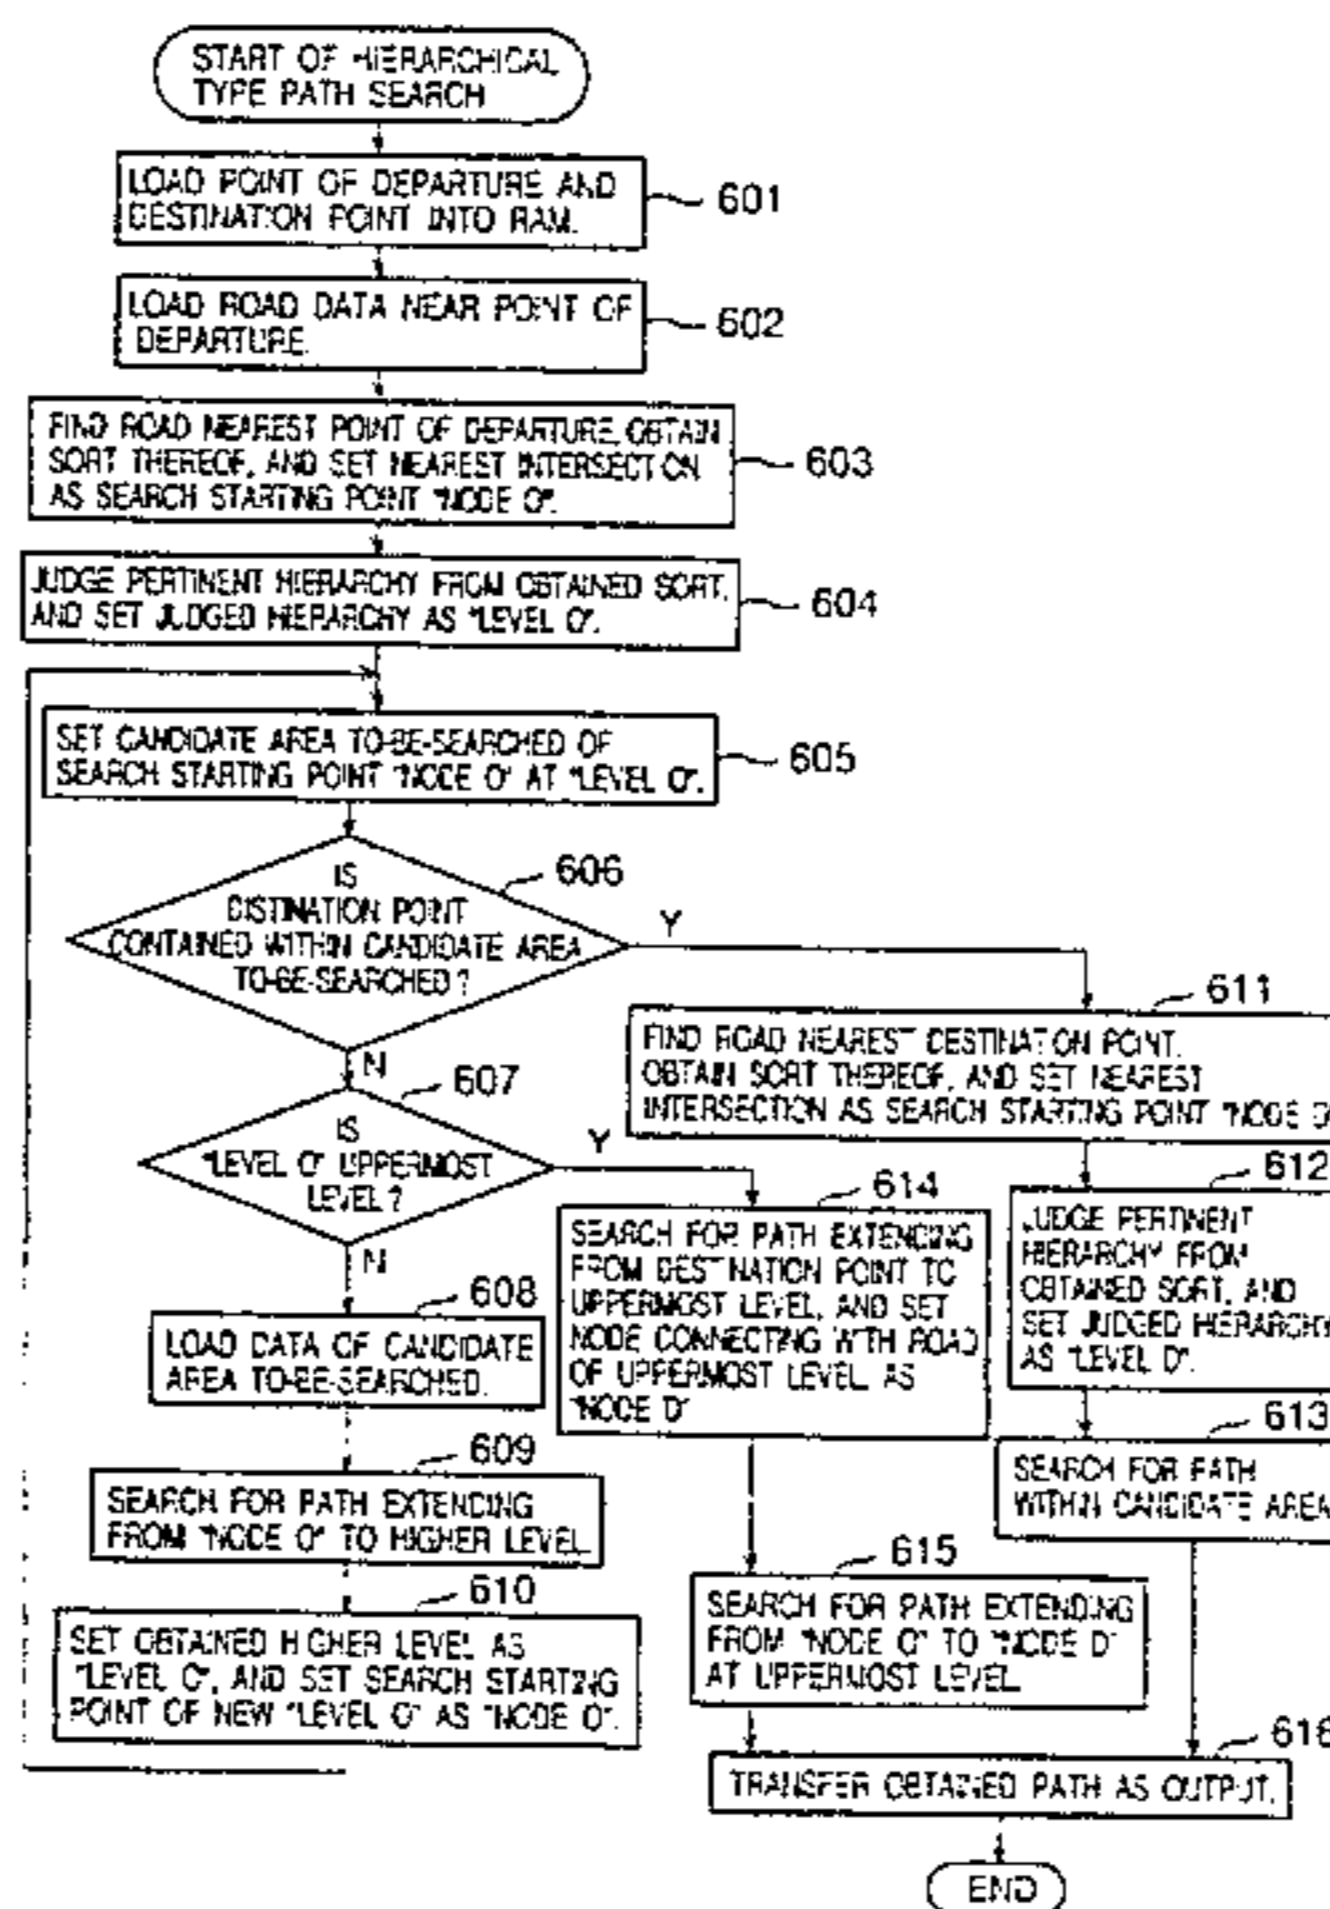 START OF HIERARCHICAL
TYPE PATH SEARCH
LOAD POINT OF DEPARTURE AND
DESTINATION POINT INTO RAM.
601
LOAD ROAD DATA NEAR POINT OF
DEPARTURE.
602
FIND ROAD NEAREST POINT OF DEPARTURE, OBTAIN
SORT THEREOF, AND SET NEAREST INTERSECTION
AS SEARCH STARTING POINT "NODE O".
603
JUDGE PERTINENT HIERARCHY FROM OBTAINED SORT,
AND SET JUDGED HIERARCHY AS "LEVEL O".
604
SET CANDIDATE AREA TO-BE-SEARCHED OF
SEARCH STARTING POINT "NODE O" AT "LEVEL O".
605
IS
DISTINATION POINT
CONTAINED WITHIN CANDIDATE AREA
TO-BE-SEARCHED ?
606
Y
N
IS
"LEVEL O" UPPERMOST
LEVEL ?
607
Y
N
LOAD DATA OF CANDIDATE
AREA TO-BE-SEARCHED.
608
SEARCH FOR PATH EXTENDING
FROM "NODE O" TO HIGHER LEVEL.
609
SET OBTAINED HIGHER LEVEL AS
"LEVEL O", AND SET SEARCH STARTING
POINT OF NEW "LEVEL O" AS "NODE O".
610
611
FIND ROAD NEAREST DESTINATION POINT,
OBTAIN SORT THEREOF, AND SET NEAREST
INTERSECTION AS SEARCH STARTING POINT "NODE D"
612
JUDGE PERTINENT
HIERARCHY FROM
OBTAINED SORT, AND
SET JUDGED HIERARCHY
AS "LEVEL D".
613
SEARCH FOR PATH
WITHIN CANDIDATE AREA
614
SEARCH FOR PATH EXTENDING
FROM DESTINATION POINT TO
UPPERMOST LEVEL, AND SET
NODE CONNECTING WITH ROAD
OF UPPERMOST LEVEL AS
"NODE D"
615
SEARCH FOR PATH EXTENDING
FROM "NODE O" TO "NODE D"
AT UPPERMOST LEVEL.
616
TRANSFER OBTAINED PATH AS OUTPUT.
END